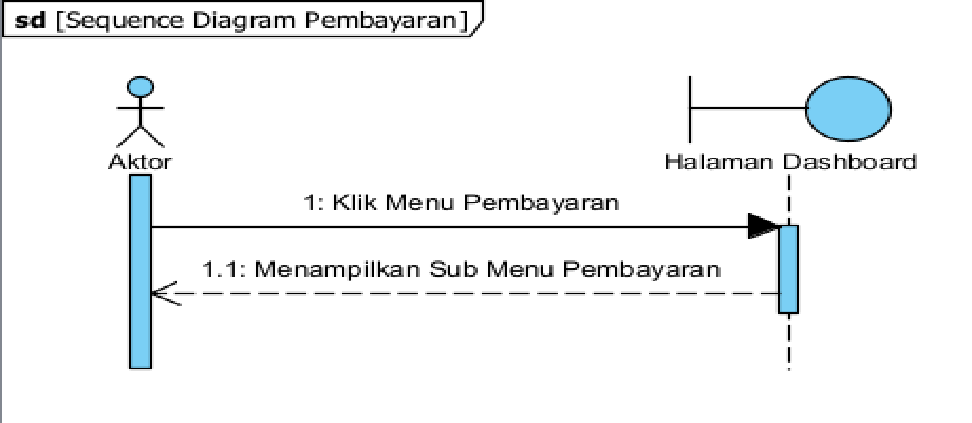 sd [Sequence Diagram Pembayaran]
Aktor
Halaman Dashboard
1: Klik Menu Pembayaran
1.1: Menampilkan Sub Menu Pembayaran